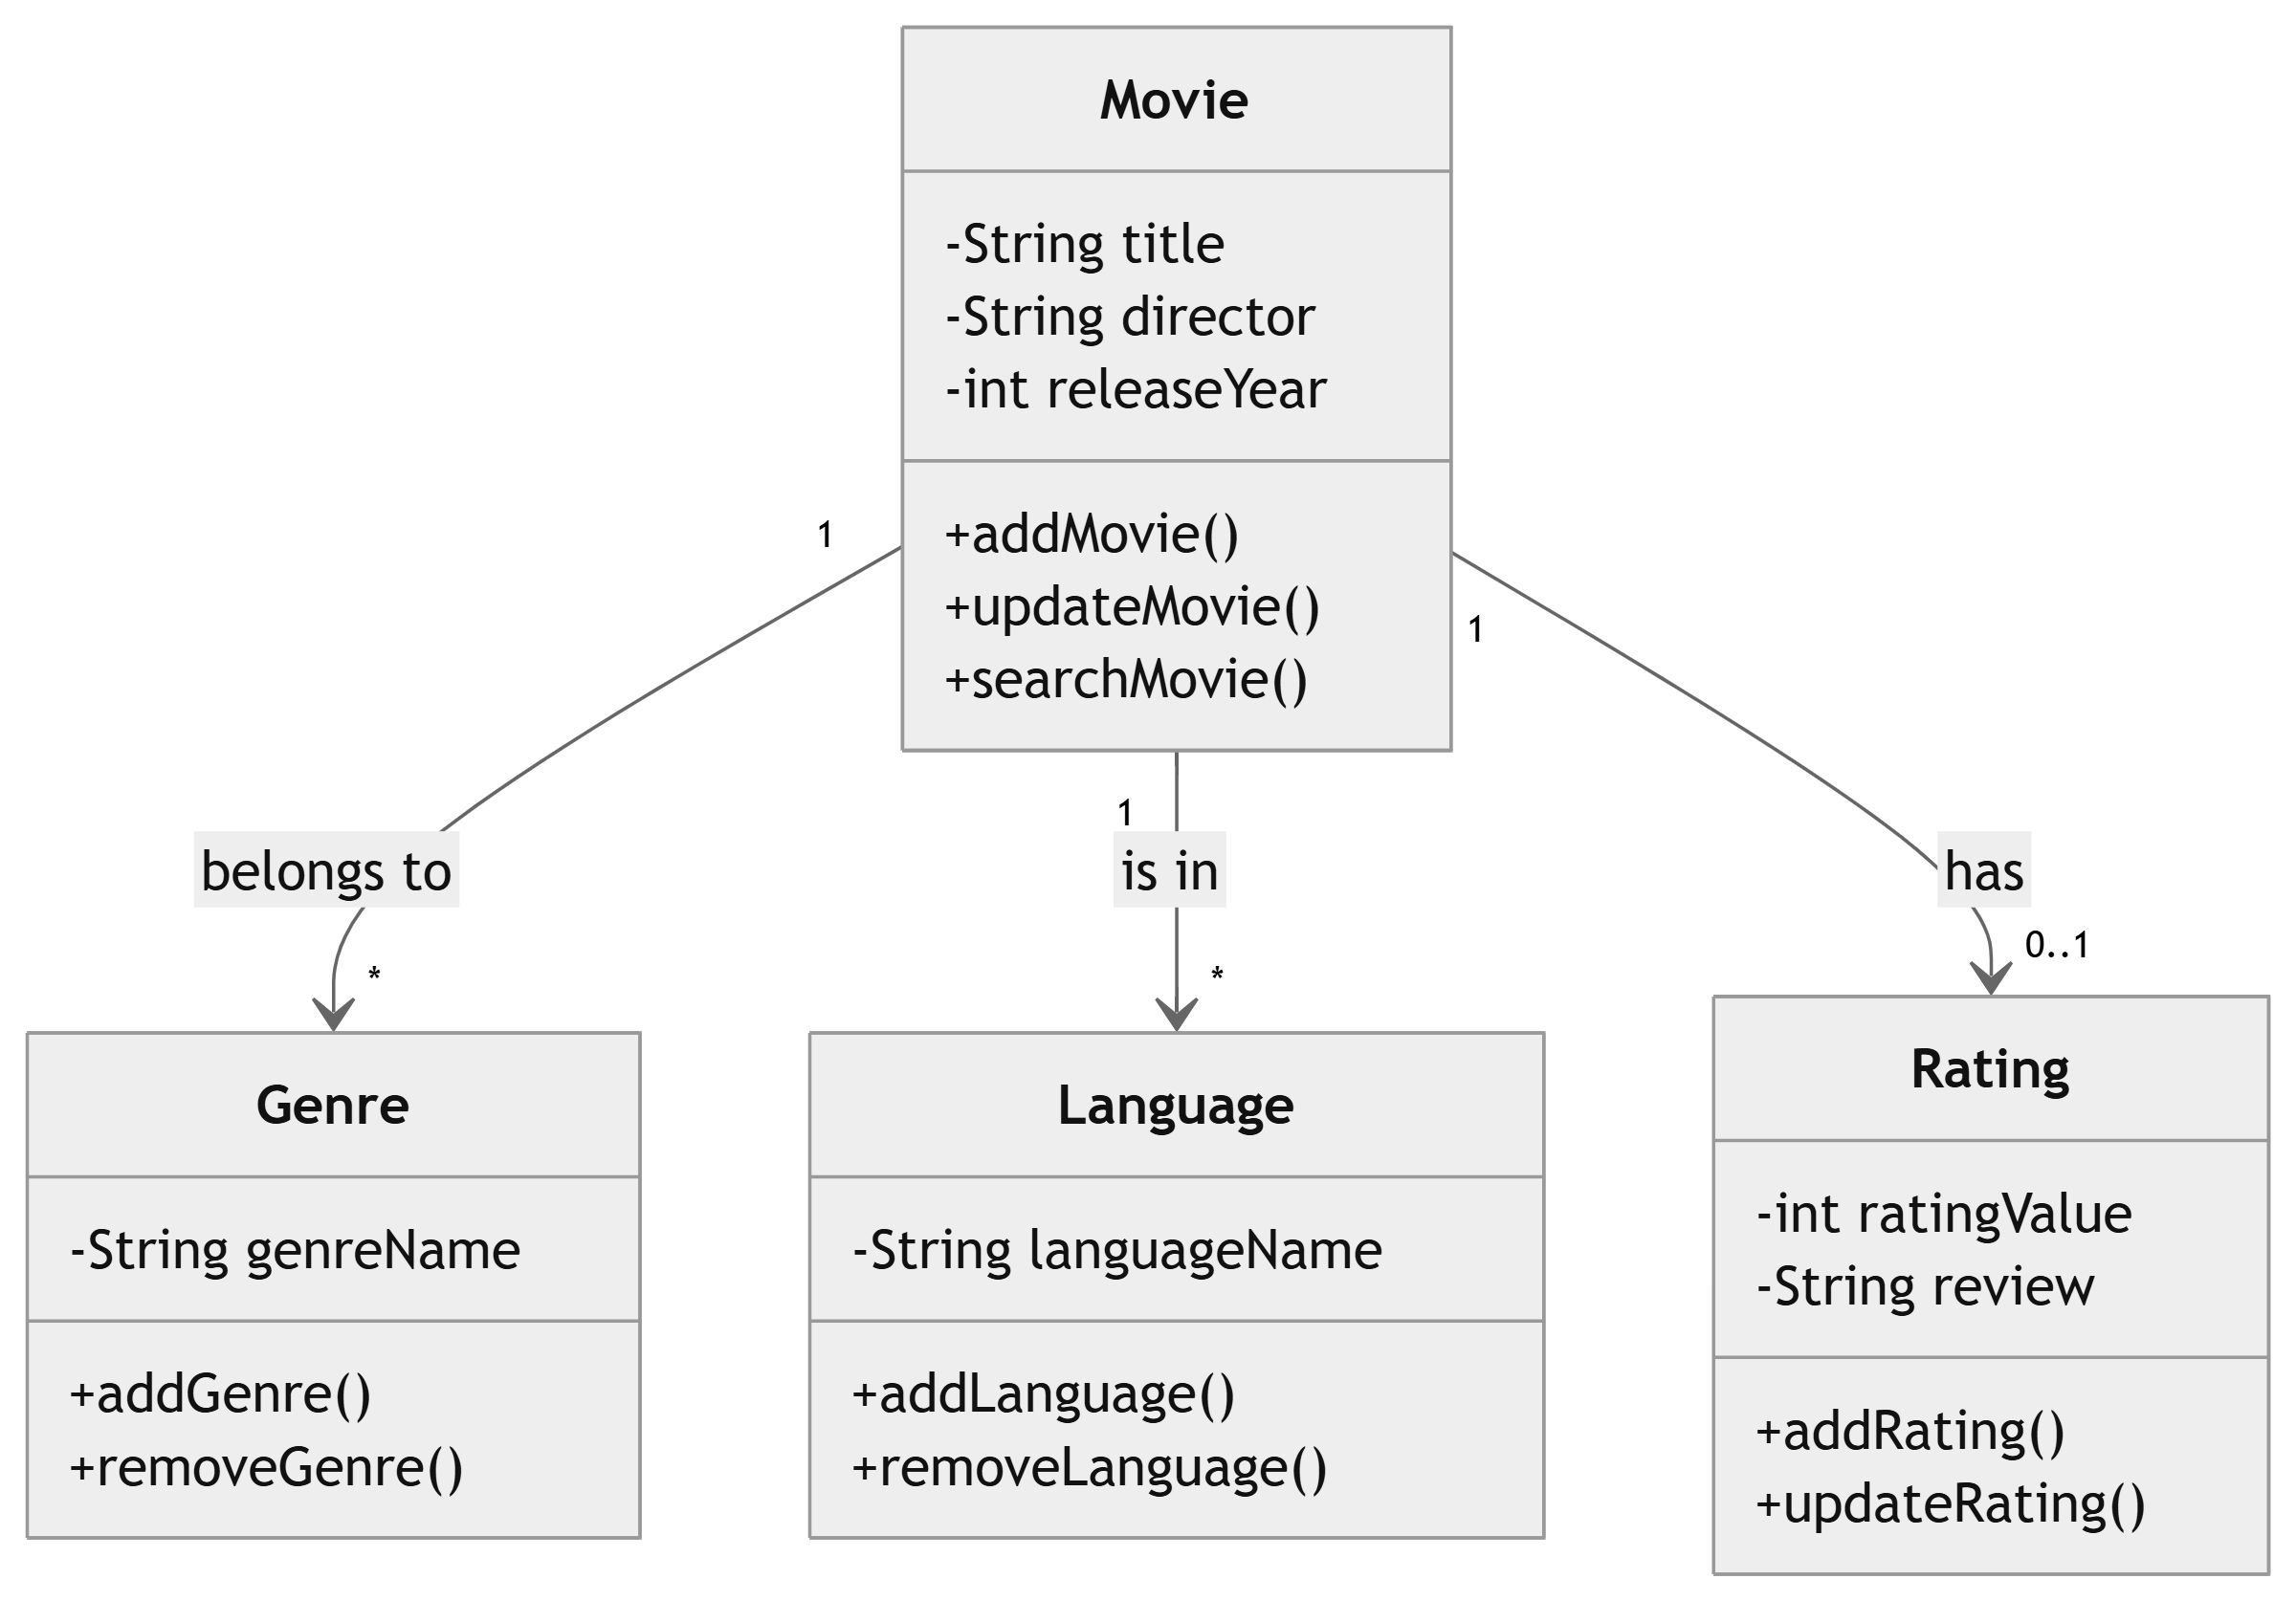 Movie
-String title
-String director
-int releaseYear
+addMovie()
+updateMovie()
+searchMovie()
1
1
1
belongs to
is in
has
*
*
0..1
Genre
-String genreName
+addGenre()
+removeGenre()
Language
-String languageName
+addLanguage()
+removeLanguage()
Rating
-int ratingValue
-String review
+addRating()
+updateRating()